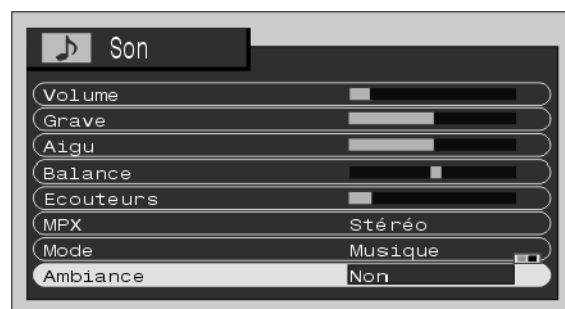 Son
Volume
Grave
Aigu
Balance
Ecouteurs
MPX Stéréo
Mode Musique
Ambiance Non